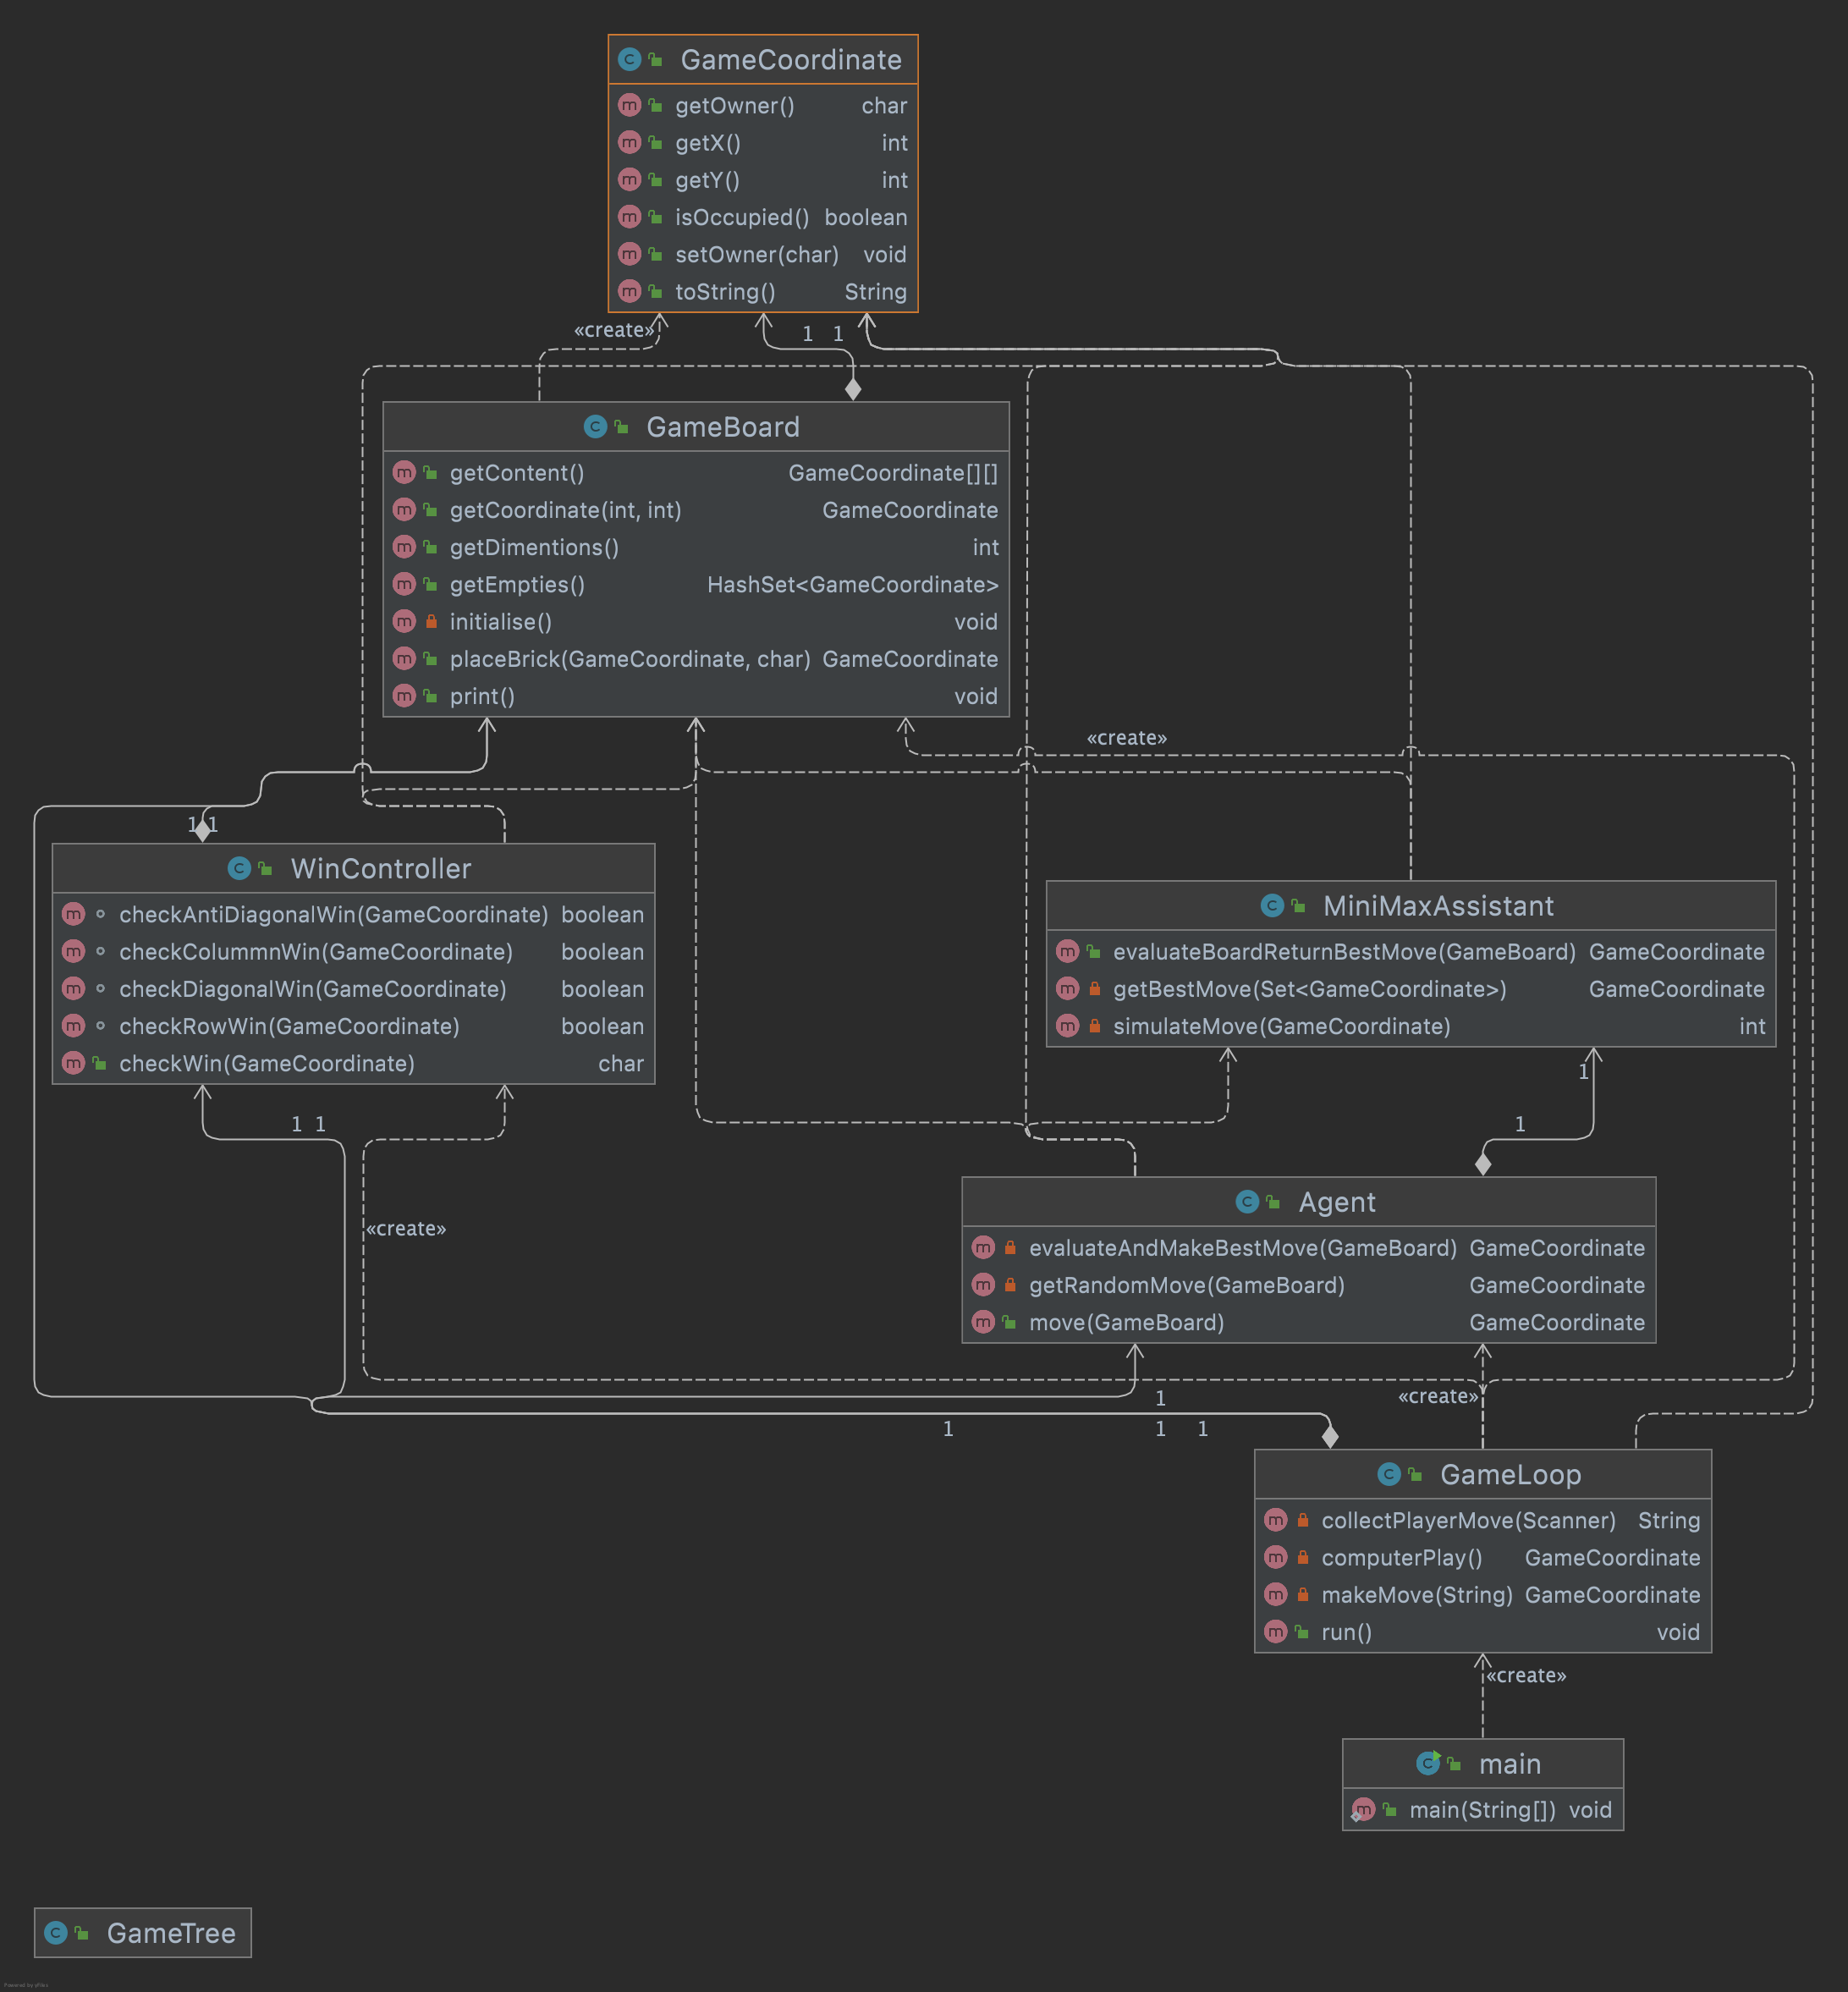 GameCoordinate
getOwner() char
getX() int
getY() int
isOccupied() boolean
setOwner(char) void
toString() String
«create» 1 1
GameBoard
getContent() GameCoordinate[][]
getCoordinate(int, int) GameCoordinate
getDimentions() int
getEmpties() HashSet<GameCoordinate>
initialise() void
placeBrick(GameCoordinate, char) GameCoordinate
print() void
«create»
1 1
WinController
checkAntiDiagonalWin(GameCoordinate) boolean
checkColummnWin(GameCoordinate) boolean
checkDiagonalWin(GameCoordinate) boolean
checkRowWin(GameCoordinate) boolean
checkWin(GameCoordinate) char
MiniMaxAssistant
evaluateBoardReturnBestMove(GameBoard) GameCoordinate
getBestMove(Set<GameCoordinate>) GameCoordinate
simulateMove(GameCoordinate) int
1
1 1
1
«create»
Agent
evaluateAndMakeBestMove(GameBoard) GameCoordinate
getRandomMove(GameBoard) GameCoordinate
move(GameBoard) GameCoordinate
1 «create»
1 1 1
GameLoop
collectPlayerMove(Scanner) String
computerPlay() GameCoordinate
makeMove(String) GameCoordinate
run() void
«create»
main
main(String[]) void
GameTree
Powered by yFiles